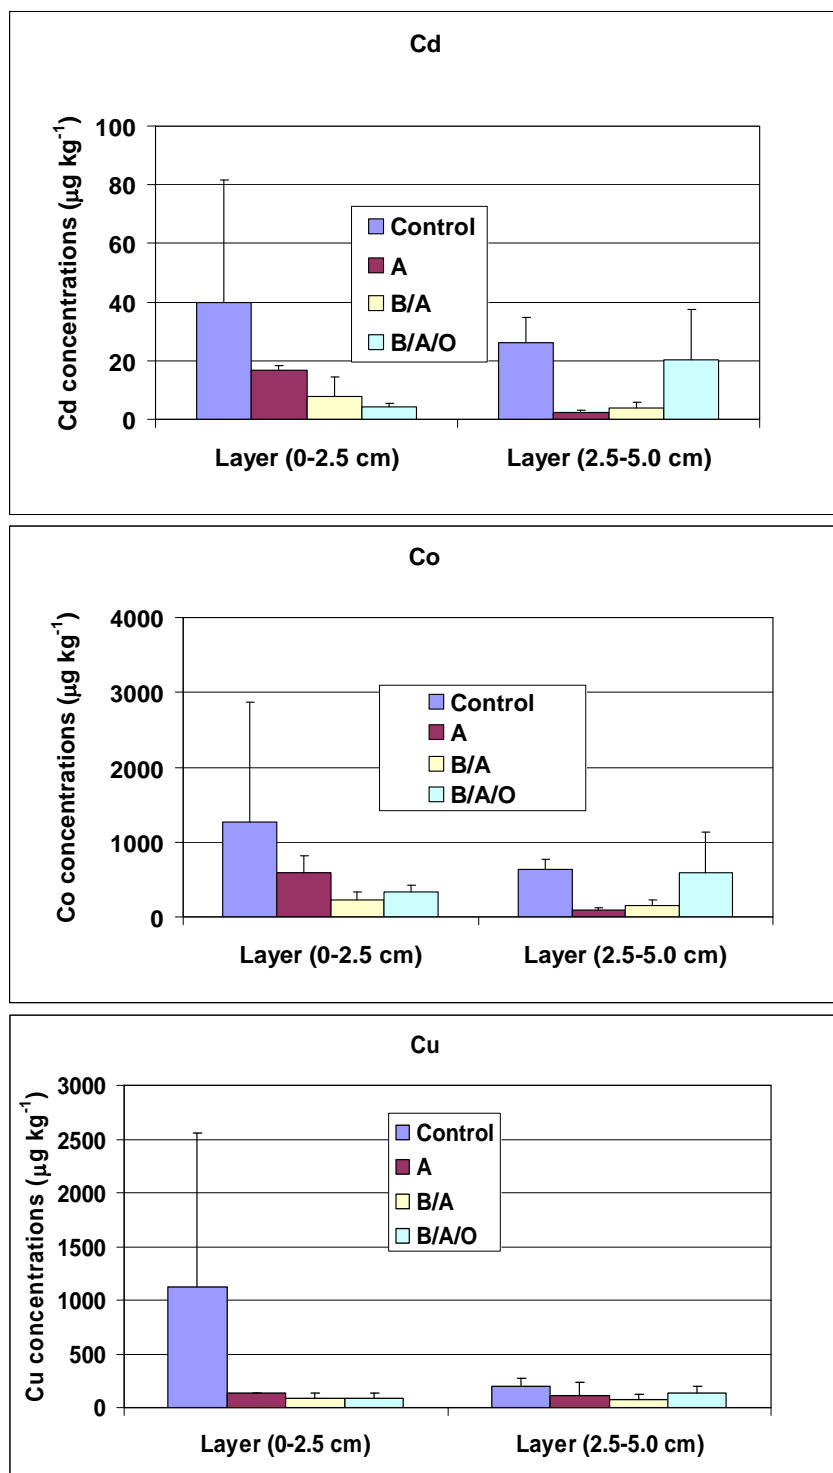 Cd
Cd concentrations (µg kg-1)
100
80
60
40
20
0
Control
A
B/A
B/A/O
Layer (0-2.5 cm)
Layer (2.5-5.0 cm)
Co
Co concentrations (µg kg-1)
4000
3000
2000
1000
0
Control
A
B/A
B/A/O
Layer (0-2.5 cm)
Layer (2.5-5.0 cm)
Cu
Cu concentrations (µg kg-1)
3000
2500
2000
1500
1000
500
0
Control
A
B/A
B/A/O
Layer (0-2.5 cm)
Layer (2.5-5.0 cm)